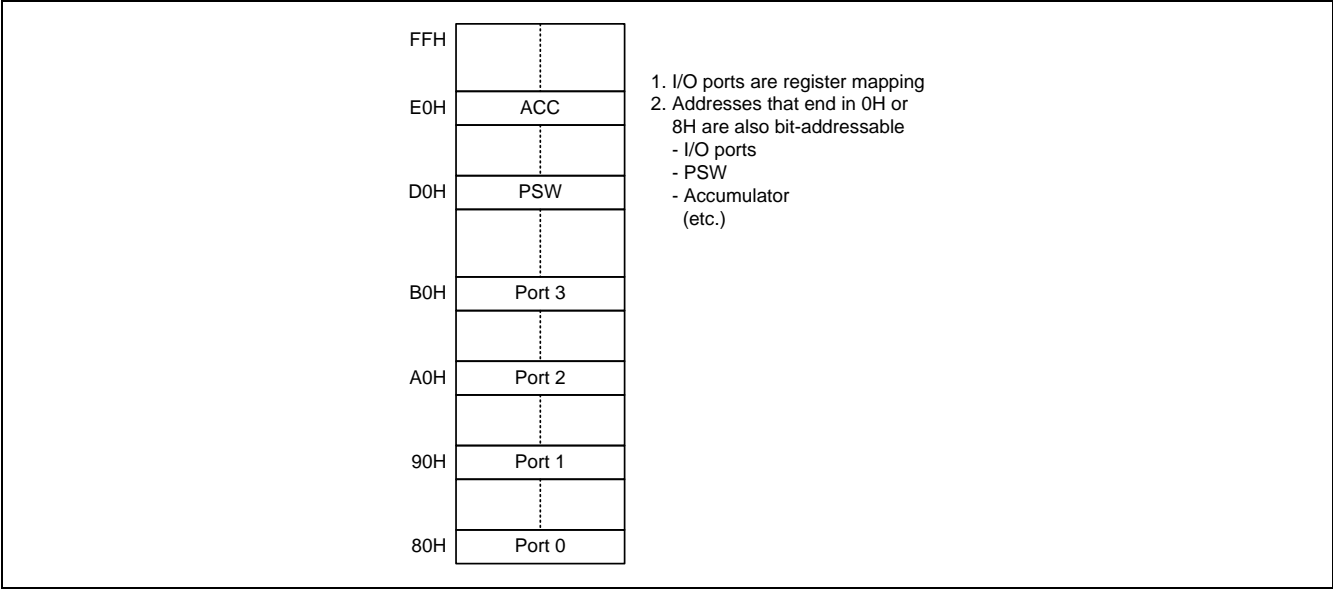 FFH
E0H ACC
D0H PSW
B0H Port 3
A0H Port 2
90H Port 1
80H Port 0
1. I/O ports are register mapping
2. Addresses that end in 0H or
8H are also bit-addressable
- I/O ports
- PSW
- Accumulator
(etc.)